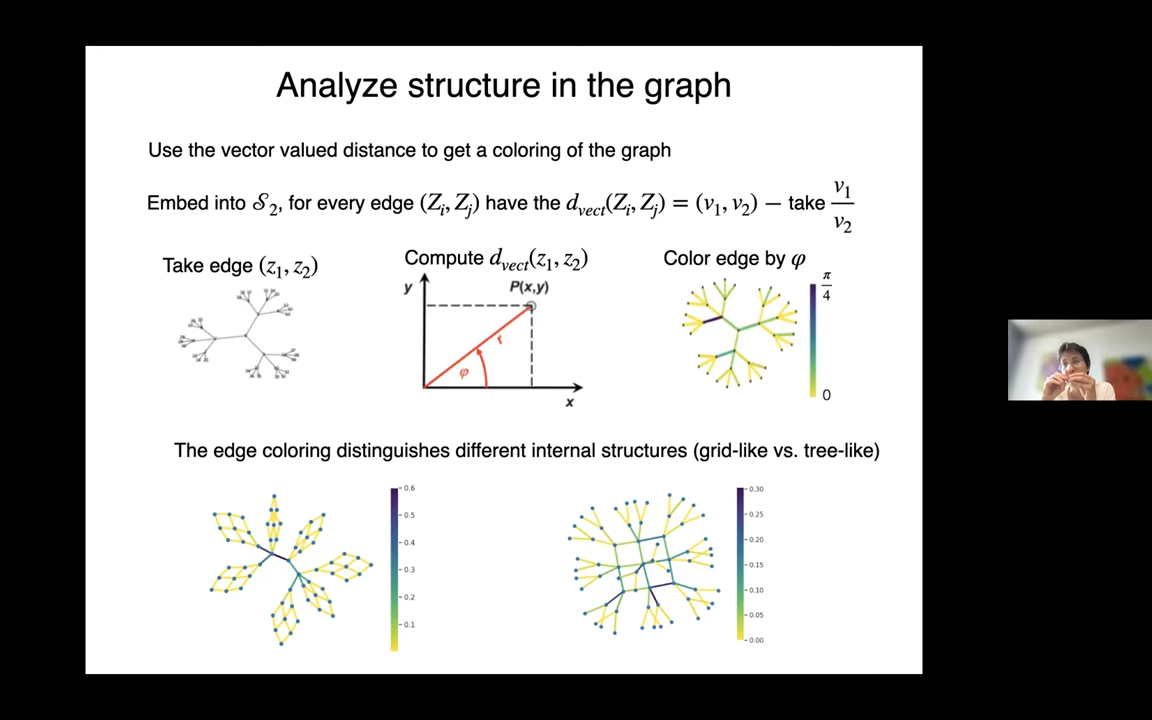 Analyze structure in the graph
Use the vector valued distance to get a coloring of the graph
Embed into 𝒮₂, for every edge (Zᵢ, Zⱼ) have the d_vect(Zᵢ, Zⱼ) = (v₁, v₂) – take v₁/v₂
Take edge (z₁, z₂)
Compute d_vect(z₁, z₂)
Color edge by φ
y
P(x,y)
r
φ
x
π/4
0
The edge coloring distinguishes different internal structures (grid-like vs. tree-like)
0.6
0.5
0.4
0.3
0.2
0.1
0.30
0.25
0.20
0.15
0.10
0.05
0.00